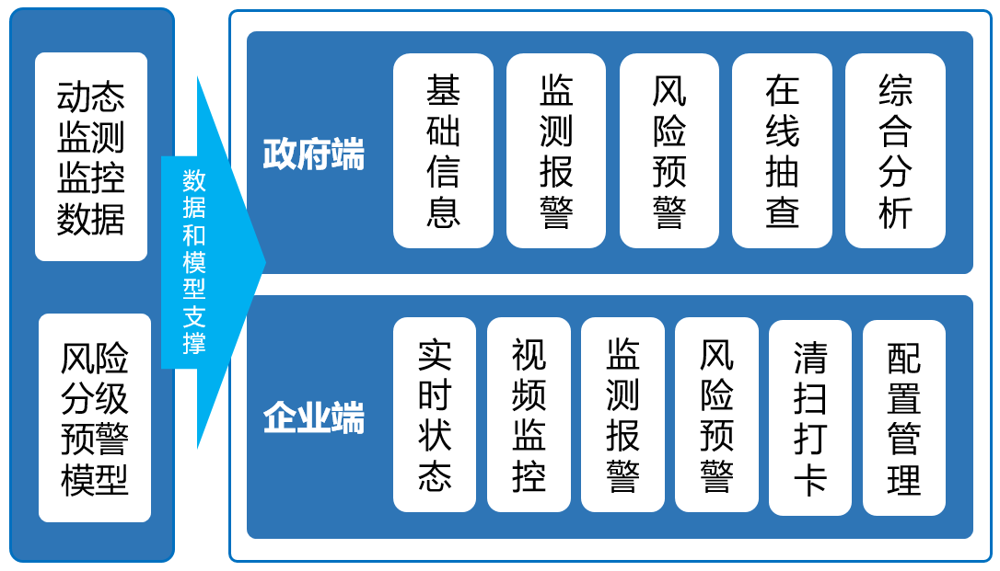 动态
监测
监控
数据
风险
分级
预警
模型
数据和模型支撑
政府端
基础信息
监测报警
风险预警
在线抽查
综合分析
企业端
实时状态
视频监控
监测报警
风险预警
清扫打卡
配置管理